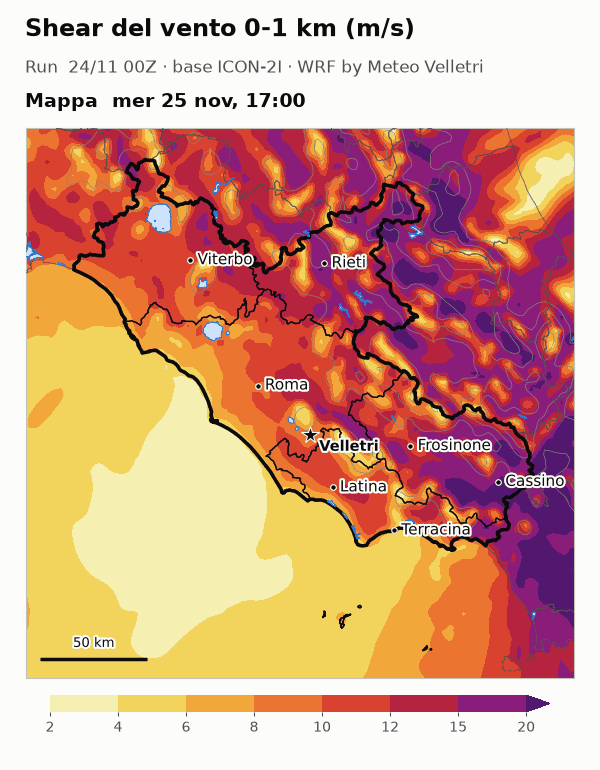 Shear del vento 0-1 km (m/s)
Run  24/11 00Z · base ICON-2I · WRF by Meteo Velletri
Mappa  mer 25 nov, 17:00
Viterbo
Rieti
Roma
Velletri
Frosinone
Cassino
Latina
Terracina
50 km
2 4 6 8 10 12 15 20